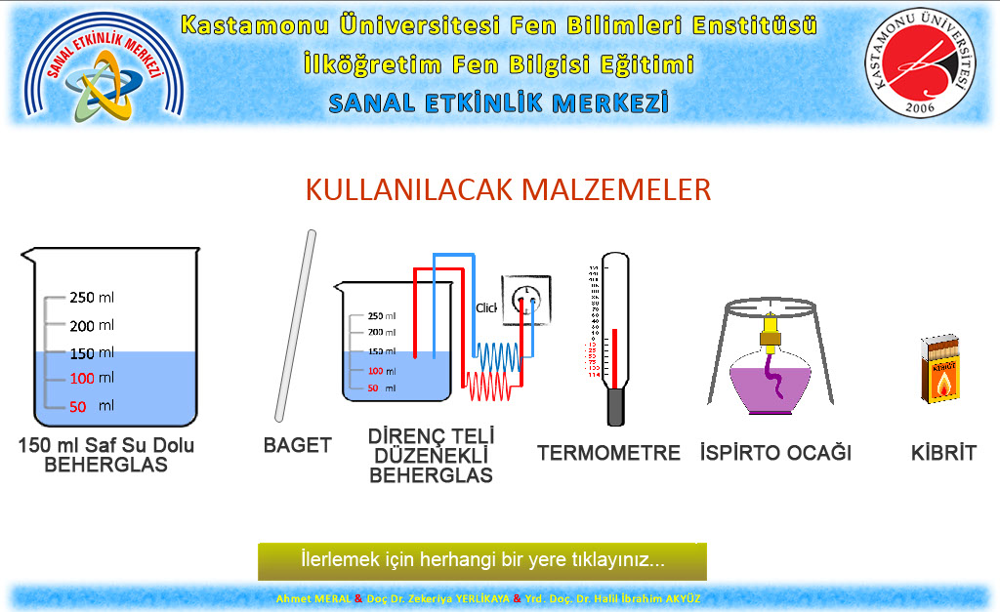 Kastamonu Üniversitesi Fen Bilimleri Enstitüsü
İlköğretim Fen Bilgisi Eğitimi
SANAL ETKİNLİK MERKEZİ
SANAL ETKİNLİK MERKEZİ
KASTAMONU ÜNİVERSİTESİ
2006
KULLANILACAK MALZEMELER
250 ml
200 ml
150 ml
100 ml
50 ml
250 ml
200 ml
150 ml
100 ml
50 ml
Click
KİBRİT
150 ml Saf Su Dolu
BEHERGLAS
BAGET
DİRENÇ TELİ
DÜZENEKLİ
BEHERGLAS
TERMOMETRE
İSPİRTO OCAĞI
KİBRİT
İlerlemek için herhangi bir yere tıklayınız...
Ahmet MERAL & Doç Dr. Zekeriya YERLİKAYA & Yrd. Doç. Dr. Halil İbrahim AKYÜZ